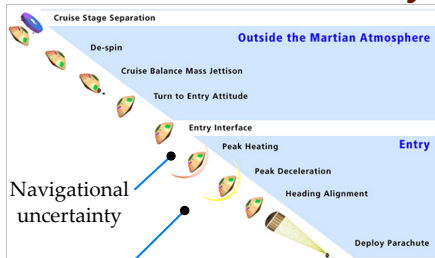 Cruise Stage Separation
Outside the Martian Atmosphere
De-spin
Cruise Balance Mass Jettison
Turn to Entry Attitude
Entry Interface
Entry
Peak Heating
Peak Deceleration
Heading Alignment
Navigational
uncertainty
Deploy Parachute